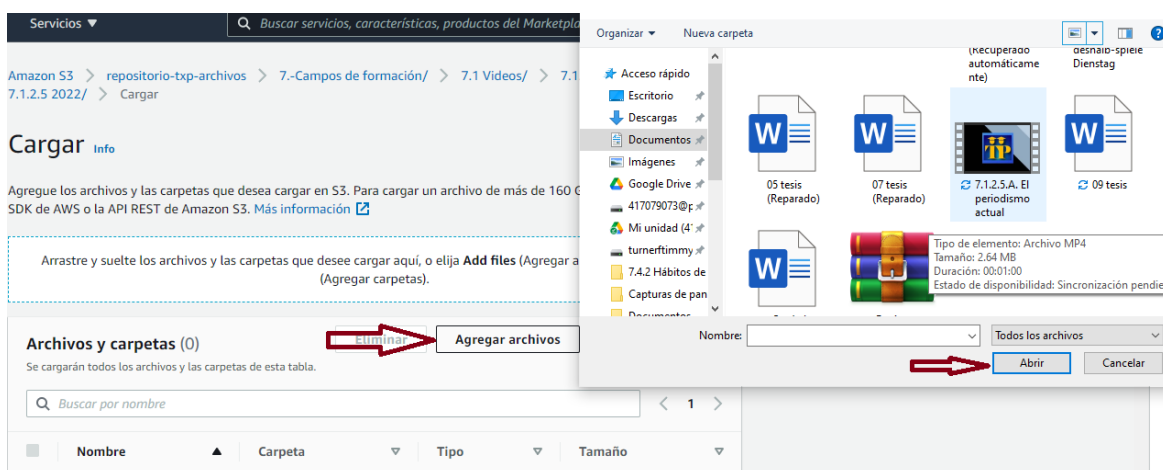 Servicios ▼
Buscar servicios, características, productos del Marketpla
Amazon S3 > repositorio-txp-archivos > 7.-Campos de formación/ > 7.1 Videos/ > 7.1
7.1.2.5 2022/ > Cargar
Cargar Info
Agregue los archivos y las carpetas que desea cargar en S3. Para cargar un archivo de más de 160 G
SDK de AWS o la API REST de Amazon S3. Más información
Arrastre y suelte los archivos y las carpetas que desee cargar aquí, o elija Add files (Agregar a
(Agregar carpetas).
Archivos y carpetas (0)
Eliminar
Agregar archivos
Se cargarán todos los archivos y las carpetas de esta tabla.
Buscar por nombre
< 1 >
Nombre
Carpeta
Tipo
Tamaño
Organizar
Nueva carpeta
Acceso rápido
Escritorio
Descargas
Documentos
Imágenes
Google Drive
417079073@p
Mi unidad (4
turnerftimmy
7.4.2 Hábitos de
Capturas de pan
Documentos
(Recuperado
automáticame
nte)
deshalb-spiele
Dienstag
05 tesis
(Reparado)
07 tesis
(Reparado)
7.1.2.5.A. El
periodismo
actual
09 tesis
Tipo de elemento: Archivo MP4
Tamaño: 2.64 MB
Duración: 00:01:00
Estado de disponibilidad: Sincronización pendie
Nombre:
Todos los archivos
Abrir
Cancelar